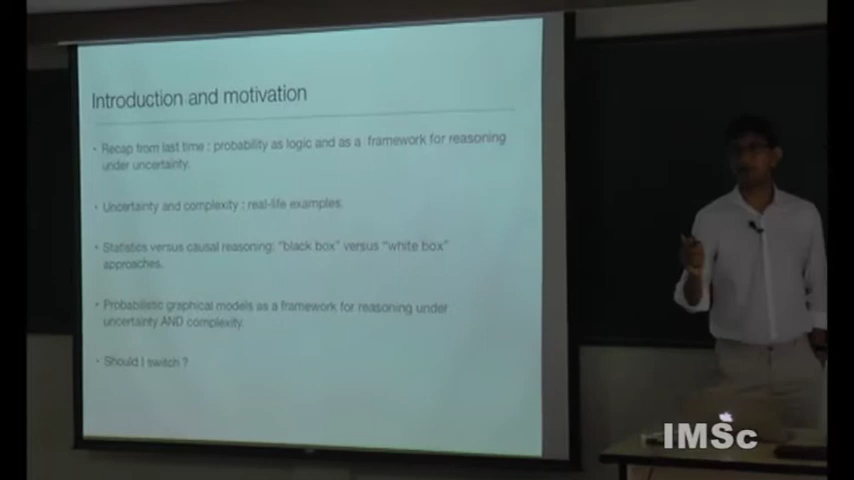 Introduction and motivation
• Recap from last time : probability as logic and as a framework for reasoning
under uncertainty.
• Uncertainty and complexity : real-life examples.
• Statistics versus causal reasoning: "black box" versus "white box"
approaches.
• Probabilistic graphical models as a framework for reasoning under
uncertainty AND complexity.
• Should I switch ?
IMSc